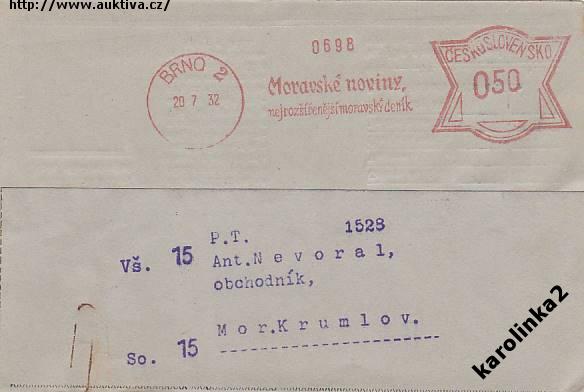 http://www.auktiva.cz/
0698
BRNO 2
20 7 32
Moravské noviny,
nejrozšířenější moravský deník
ČESKOSLOVENSKO
050
P.T. 1528
Vš. 15 Ant.Nevoral,
obchodník,
Mor.Krumlov.
So. 15
karolinka2